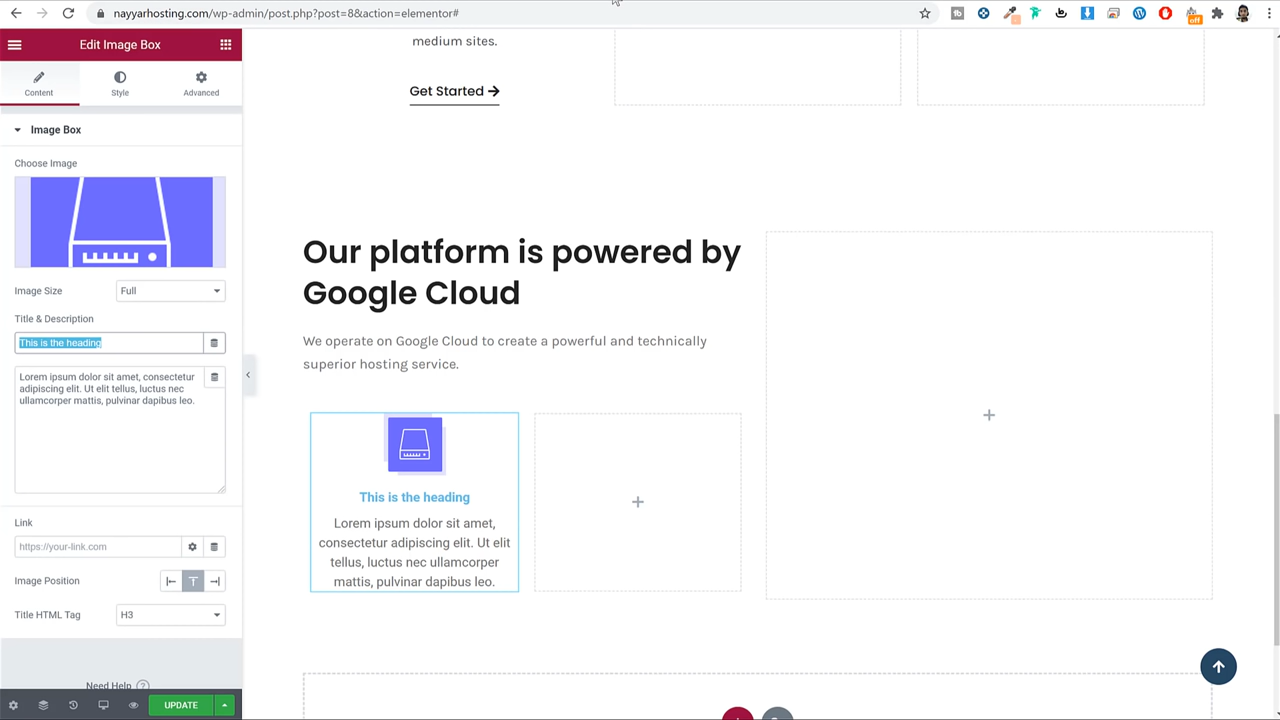 nayyarhosting.com/wp-admin/post.php?post=8&action=elementor#
off
Edit Image Box
Content
Style
Advanced
Image Box
Choose Image
Image Size
Full
Title & Description
This is the heading
Lorem ipsum dolor sit amet, consectetur
adipiscing elit. Ut elit tellus, luctus nec
ullamcorper mattis, pulvinar dapibus leo.
Link
https://your-link.com
Image Position
Title HTML Tag
H3
Need Help
UPDATE
medium sites.
Get Started
Our platform is powered by
Google Cloud
We operate on Google Cloud to create a powerful and technically
superior hosting service.
This is the heading
Lorem ipsum dolor sit amet,
consectetur adipiscing elit. Ut elit
tellus, luctus nec ullamcorper
mattis, pulvinar dapibus leo.